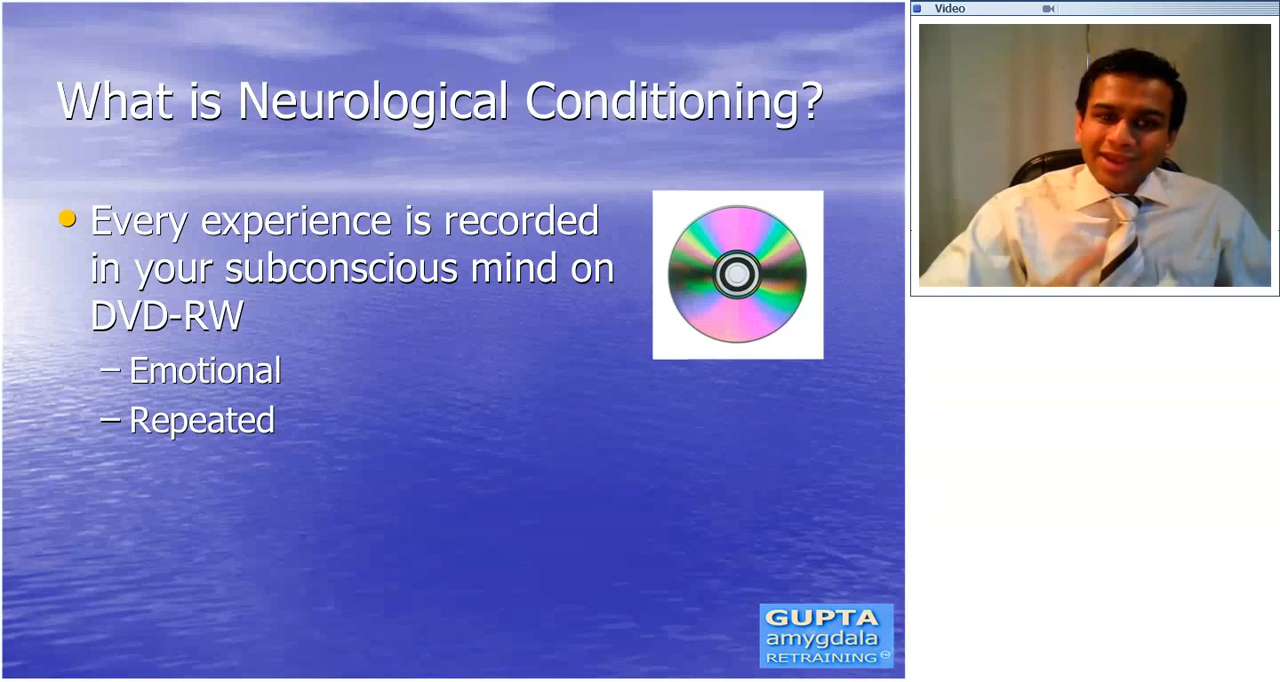 What is Neurological Conditioning?
Every experience is recorded
in your subconscious mind on
DVD-RW
– Emotional
– Repeated
GUPTA
amygdala
RETRAINING™
Video